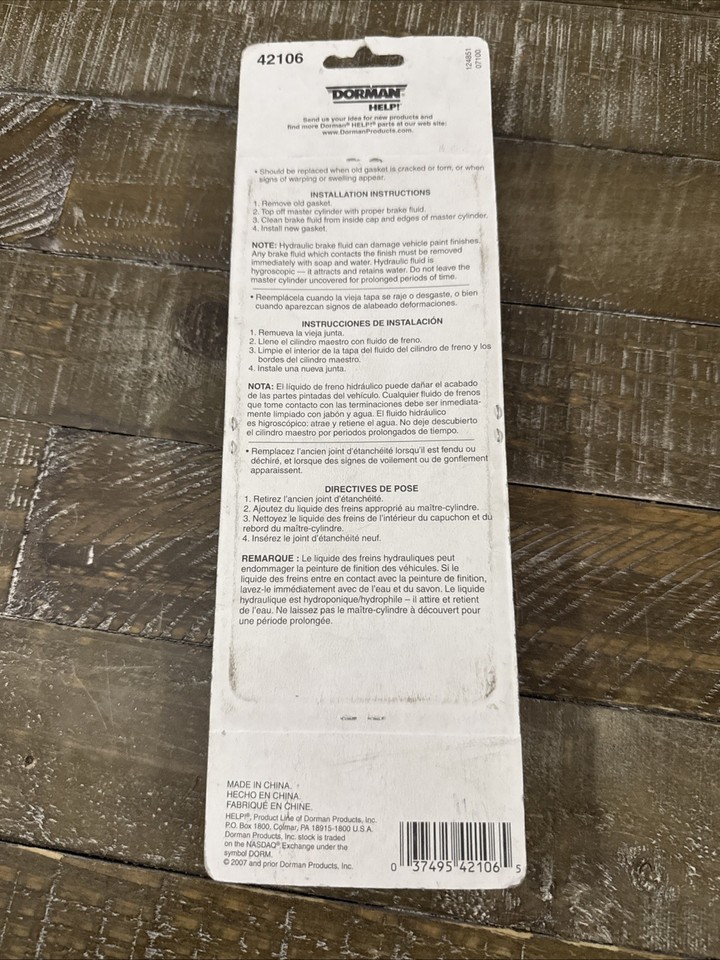 42106
124851
07100
DORMAN®
HELP!®
Send us your idea for new products and
find more Dorman® HELP!® parts at our web site:
www.DormanProducts.com.
• Should be replaced when old gasket is cracked or torn, or when
signs of warping or swelling appear.
INSTALLATION INSTRUCTIONS
1. Remove old gasket.
2. Top off master cylinder with proper brake fluid.
3. Clean brake fluid from inside cap and edges of master cylinder.
4. Install new gasket.
NOTE: Hydraulic brake fluid can damage vehicle paint finishes.
Any brake fluid which contacts the finish must be removed
immediately with soap and water. Hydraulic fluid is
hygroscopic — it attracts and retains water. Do not leave the
master cylinder uncovered for prolonged periods of time.
• Reemplácela cuando la vieja tapa se raje o desgaste, o bien
cuando aparezcan signos de alabeado deformaciones.
INSTRUCCIONES DE INSTALACIÓN
1. Remueva la vieja junta.
2. Llene el cilindro maestro con fluido de freno.
3. Limpie el interior de la tapa del fluido del cilindro de freno y los
bordes del cilindro maestro.
4. Instale una nueva junta.
NOTA: El líquido de freno hidráulico puede dañar el acabado
de las partes pintadas del vehículo. Cualquier fluido de frenos
que tome contacto con las terminaciones debe ser inmediata-
mente limpiado con jabón y agua. El fluido hidráulico
es higroscópico: atrae y retiene el agua. No deje descubierto
el cilindro maestro por períodos prolongados de tiempo.
• Remplacez l'ancien joint d'étanchéité lorsqu'il est fendu ou
déchiré, et lorsque des signes de voilement ou de gonflement
apparaissent.
DIRECTIVES DE POSE
1. Retirez l'ancien joint d'étanchéité.
2. Ajoutez du liquide des freins approprié au maître-cylindre.
3. Nettoyez le liquide des freins de l'intérieur du capuchon et du
rebord du maître-cylindre.
4. Insérez le joint d'étanchéité neuf.
REMARQUE : Le liquide des freins hydrauliques peut
endommager la peinture de finition des véhicules. Si le
liquide des freins entre en contact avec la peinture de finition,
lavez-le immédiatement avec de l'eau et du savon. Le liquide
hydraulique est hydroponique/hydrophile – il attire et retient
de l'eau. Ne laissez pas le maître-cylindre à découvert pour
une période prolongée.
MADE IN CHINA.
HECHO EN CHINA.
FABRIQUÉ EN CHINE.
HELP!®, Product Line of Dorman Products, Inc.
P.O. Box 1800, Colmar, PA 18915-1800 U.S.A.
Dorman Products, Inc. stock is traded
on the NASDAQ® Exchange under the
symbol DORM.
© 2007 and prior Dorman Products, Inc.
0 37495 42106 5